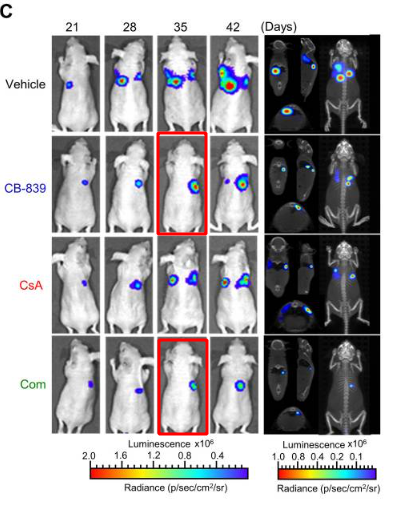 C
21 28 35 42 (Days)
Vehicle
CB-839
CsA
Com
Luminescence x10⁶
2.0 1.6 1.2 0.8 0.4
Radiance (p/sec/cm²/sr)
Luminescence x10⁶
1.0 0.8 0.4 0.2 0.1
Radiance (p/sec/cm²/sr)